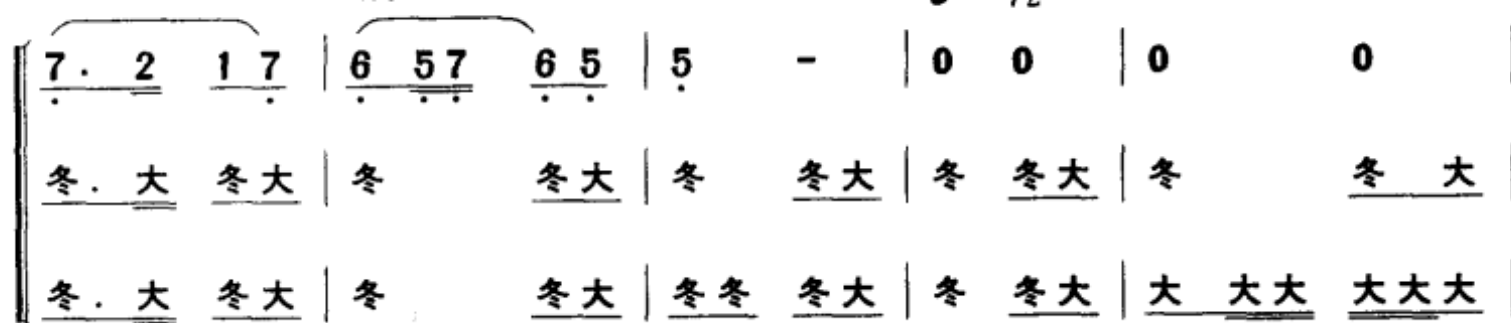 7. 2 1 7 | 6 5 7 6 5 | 5 - | 0 0 | 0 0
冬. 大 冬大 | 冬 冬大 | 冬 冬大 | 冬 冬大 | 冬 冬 大
冬. 大 冬大 | 冬 冬大 | 冬冬 冬大 | 冬 冬大 | 大 大大 大大大